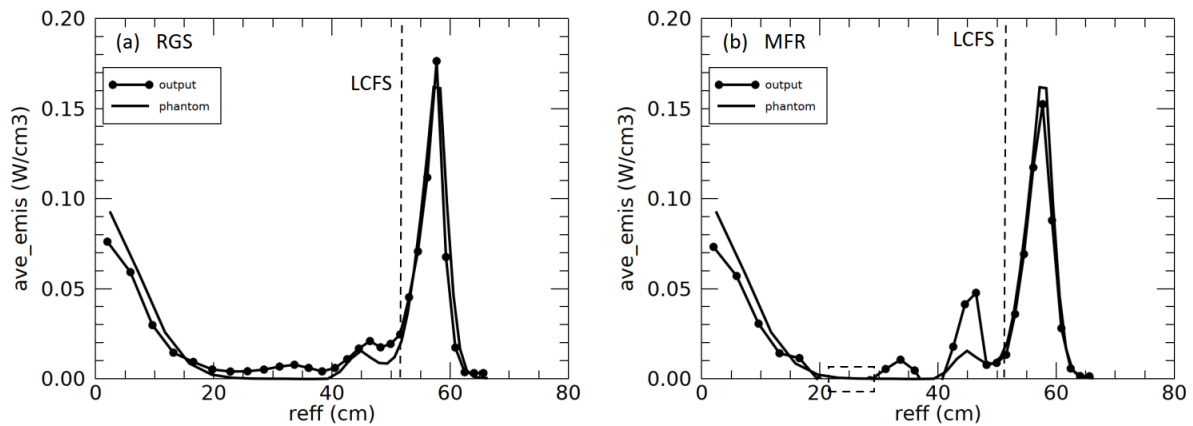 (a) RGS
LCFS
output
phantom
ave_emis (W/cm3)
0.20
0.15
0.10
0.05
0.00
0 20 40 60 80
reff (cm)
(b) MFR
LCFS
output
phantom
ave_emis (W/cm3)
0.20
0.15
0.10
0.05
0.00
0 20 40 60 80
reff (cm)